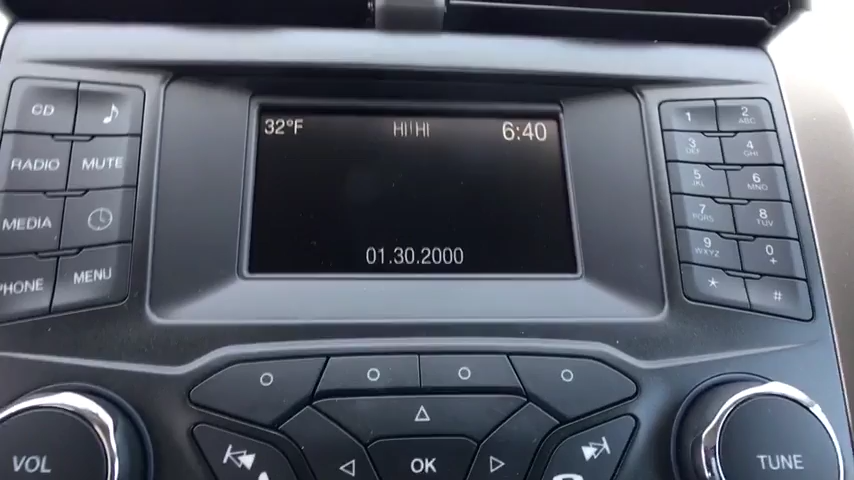 CD
RADIO MUTE
MEDIA
PHONE MENU
32°F HI HI 6:40
01.30.2000
1 2 ABC
3 DEF 4 GHI
5 JKL 6 MNO
7 PQRS 8 TUV
9 WXYZ 0 +
* #
VOL OK TUNE